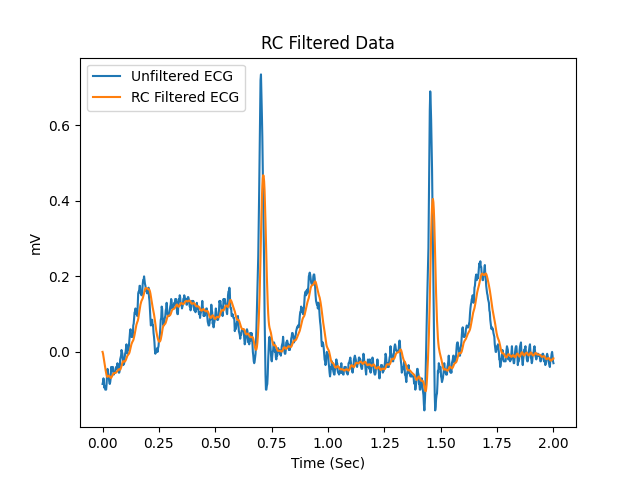 RC Filtered Data
Unfiltered ECG
RC Filtered ECG
mV
0.6
0.4
0.2
0.0
0.00 0.25 0.50 0.75 1.00 1.25 1.50 1.75 2.00
Time (Sec)